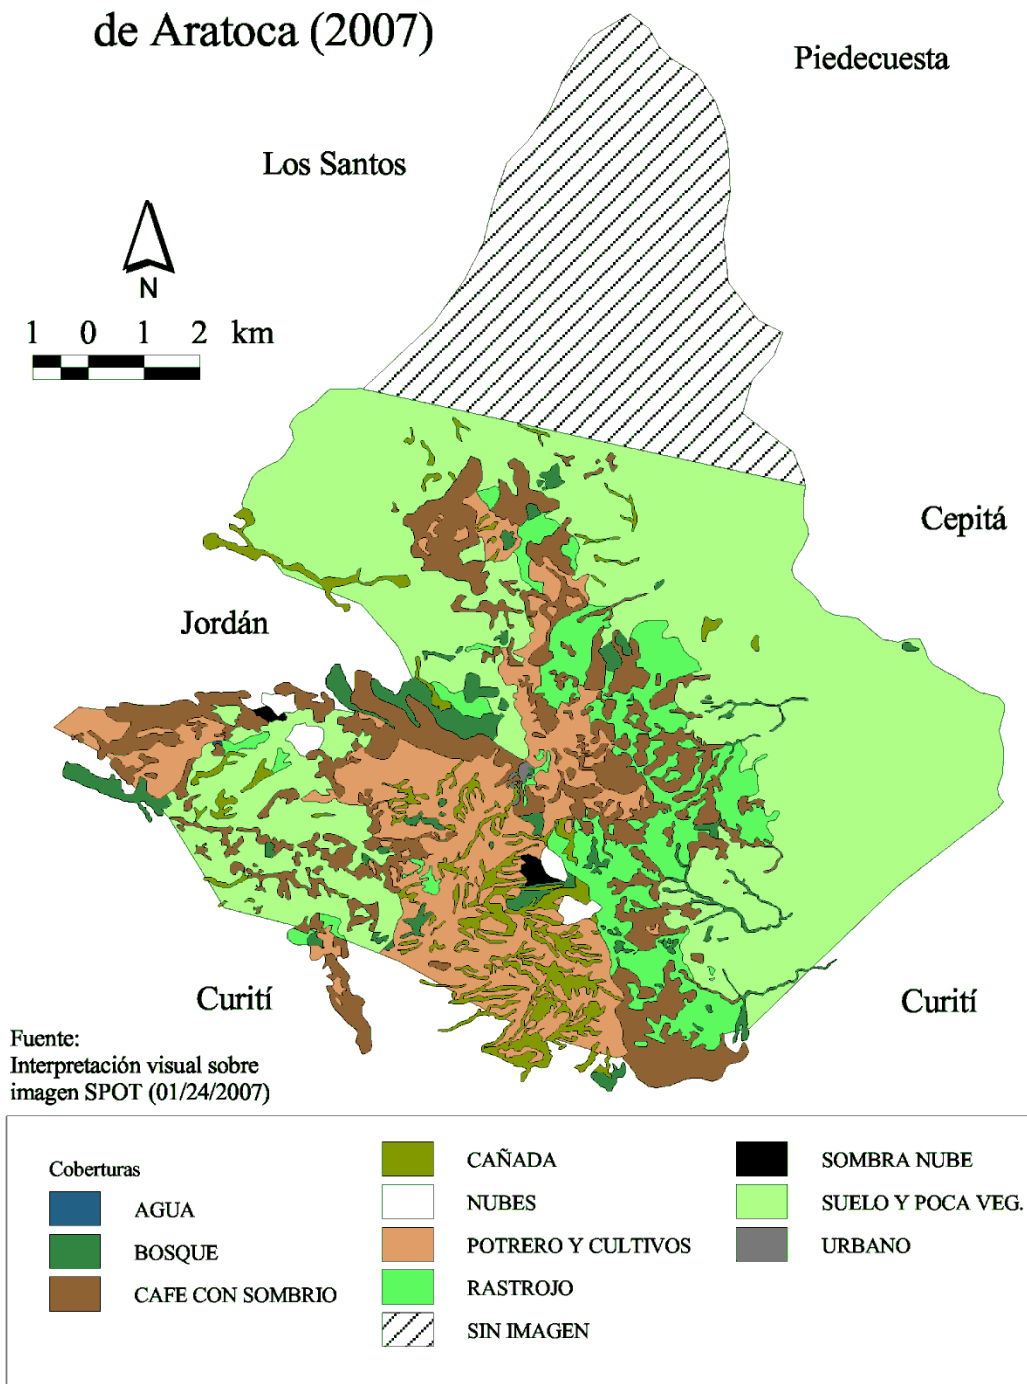 de Aratoca (2007)
Piedecuesta
Los Santos
N
1 0 1 2 km
Cepitá
Jordán
Curití
Curití
Fuente:
Interpretación visual sobre
imagen SPOT (01/24/2007)
Coberturas
AGUA
BOSQUE
CAFE CON SOMBRIO
CAÑADA
NUBES
POTRERO Y CULTIVOS
RASTROJO
SIN IMAGEN
SOMBRA NUBE
SUELO Y POCA VEG.
URBANO